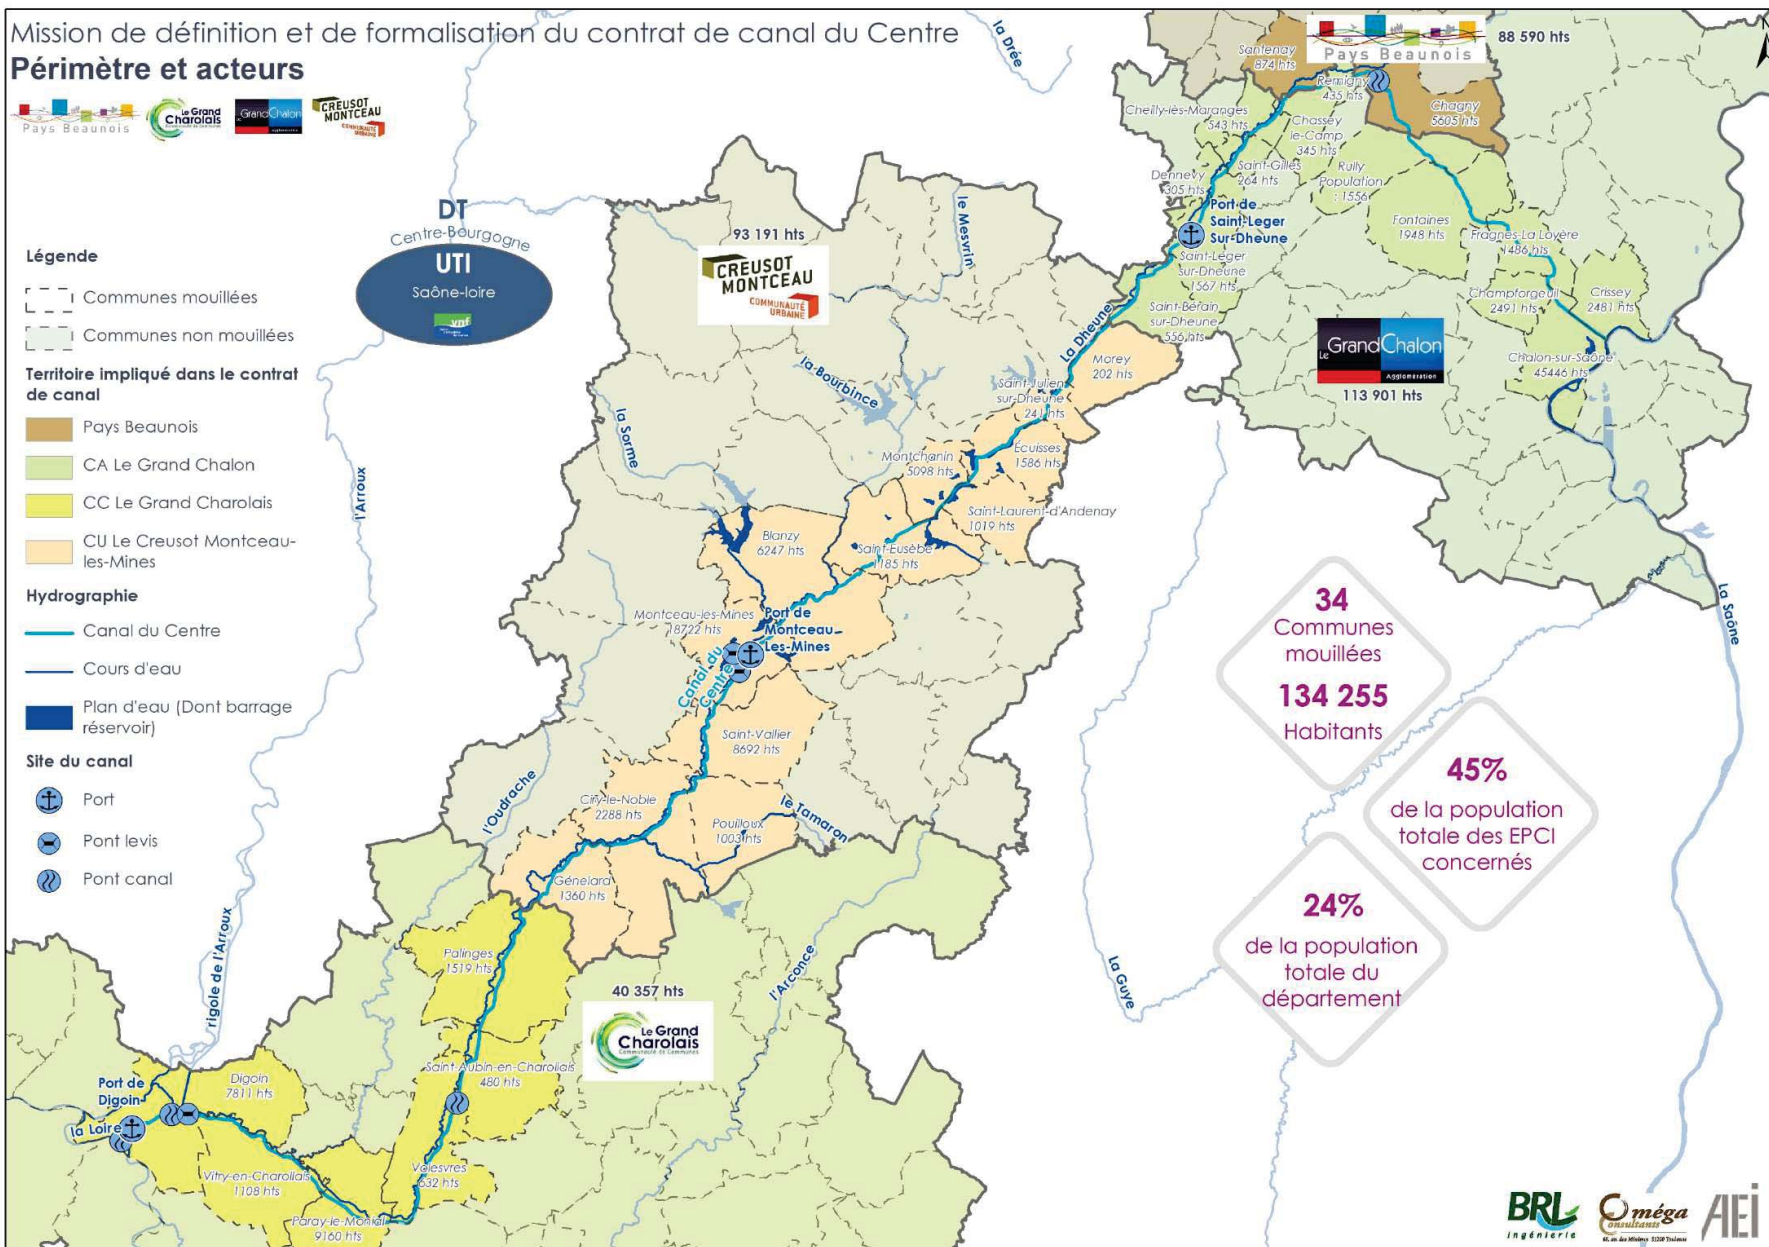 Mission de définition et de formalisation du contrat de canal du Centre
Périmètre et acteurs
Pays Beaunois
Le Grand
Charolais
Communauté de Communes
Le GrandChalon
Agglomération
CREUSOT
MONTCEAU
COMMUNAUTÉ
URBAINE
DT
Centre-Bourgogne
UTI
Saône-loire
vnf
Légende
Communes mouillées
Communes non mouillées
Territoire impliqué dans le contrat
de canal
Pays Beaunois
CA Le Grand Chalon
CC Le Grand Charolais
CU Le Creusot Montceau-
les-Mines
Hydrographie
Canal du Centre
Cours d'eau
Plan d'eau (Dont barrage
réservoir)
Site du canal
Port
Pont levis
Pont canal
la Drée
Pays Beaunois
88 590 hts
Santenay
874 hts
Remigny
435 hts
Chagny
5605 hts
Cheilly-lès-Maranges
543 hts
Chassey
le-Camp
345 hts
Saint-Gilles
264 hts
Rully
Population
: 1556
Dennevy
305 hts
Port de
Saint-Leger
Sur-Dheune
Fontaines
1948 hts
Fragnes-La Loyère
1486 hts
Saint-Léger
sur-Dheune
1567 hts
Saint-Bérain
sur-Dheune
556 hts
Champforgeuil
2491 hts
Crissey
2481 hts
Le GrandChalon
Agglomération
113 901 hts
Chalon-sur-Saône
45446 hts
93 191 hts
CREUSOT
MONTCEAU
COMMUNAUTÉ
URBAINE
le Mesvrin
La Dheune
la Bourbince
la Sorme
Morey
202 hts
Saint-Julien
sur-Dheune
241 hts
Écuisses
1586 hts
Montchanin
5098 hts
Saint-Laurent-d'Andenay
1019 hts
Blanzy
6247 hts
Saint-Eusèbe
1185 hts
l'Arroux
Montceau-les-Mines
18722 hts
Port de
Montceau
Les-Mines
Canal du
Centre
Saint-Vallier
8692 hts
l'Oudrache
Ciry-le-Noble
2288 hts
Pouilloux
1003 hts
le Tamaron
Génelard
1360 hts
34
Communes
mouillées
134 255
Habitants
45%
de la population
totale des EPCI
concernés
24%
de la population
totale du
département
La Saône
La Guye
l'Arconce
rigole de l'Arroux
Palinges
1519 hts
40 357 hts
Le Grand
Charolais
Communauté de Communes
Saint-Aubin-en-Charollais
480 hts
Digoin
7811 hts
Port de
Digoin
la Loire
Vitry-en-Charollais
1108 hts
Volesvres
632 hts
Paray-le-Monial
9160 hts
BRL
ingénierie
Oméga
Consultants
AEI